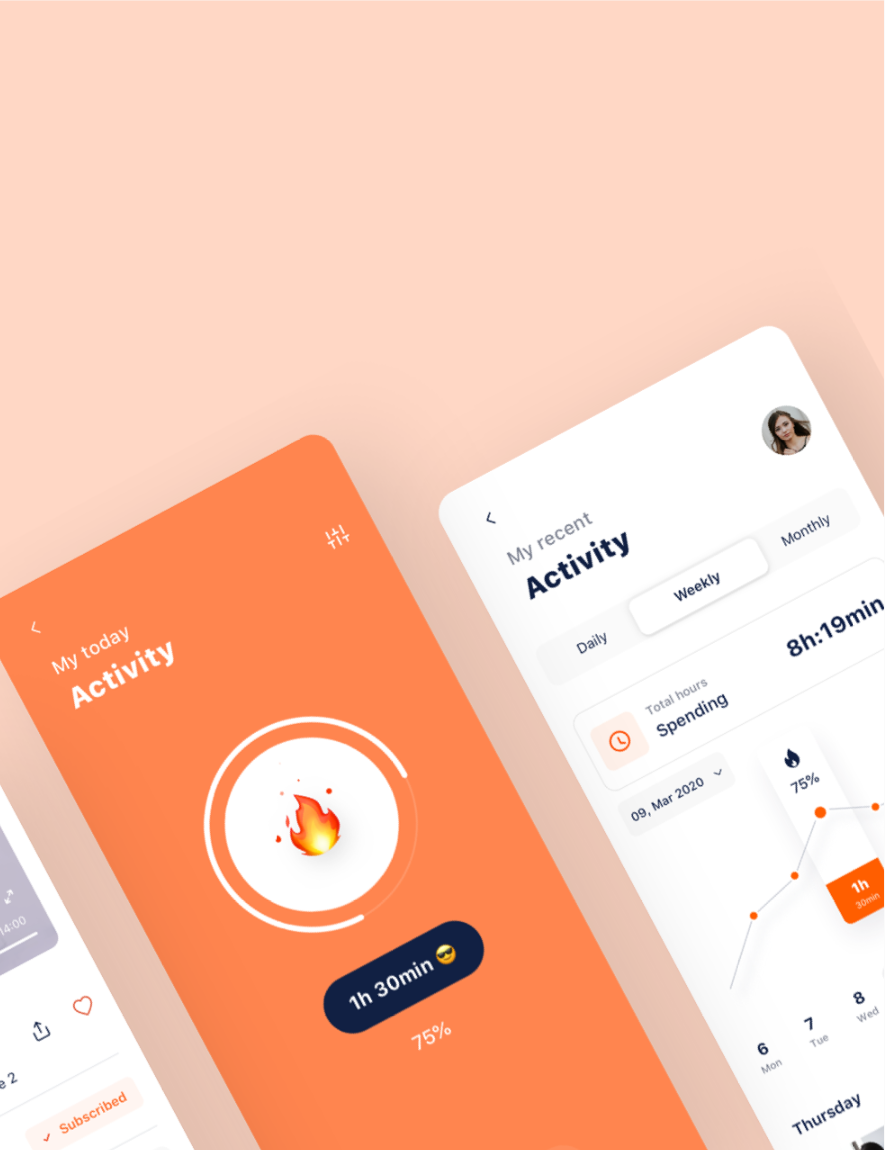 14:00
e 2
Subscribed
My today
Activity
1h 30min 😎
75%
My recent
Activity
Daily
Weekly
Monthly
Total hours
Spending
8h:19min
09, Mar 2020
75%
1h
30min
6
Mon
7
Tue
8
Wed
Thursday